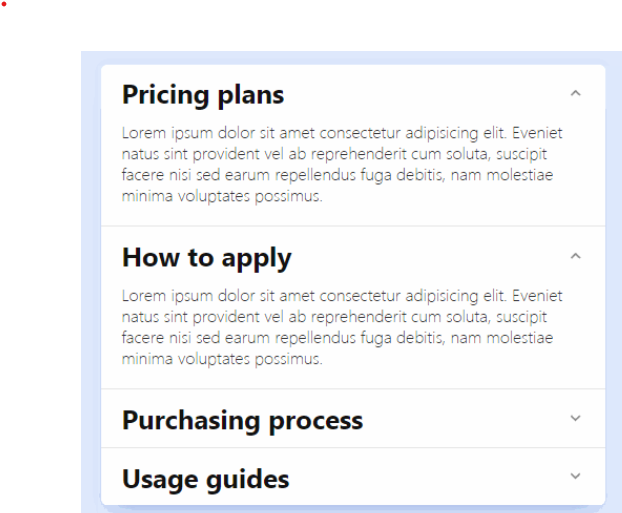 Pricing plans
Lorem ipsum dolor sit amet consectetur adipisicing elit. Eveniet
natus sint provident vel ab reprehenderit cum soluta, suscipit
facere nisi sed earum repellendus fuga debitis, nam molestiae
minima voluptates possimus.
How to apply
Lorem ipsum dolor sit amet consectetur adipisicing elit. Eveniet
natus sint provident vel ab reprehenderit cum soluta, suscipit
facere nisi sed earum repellendus fuga debitis, nam molestiae
minima voluptates possimus.
Purchasing process
Usage guides